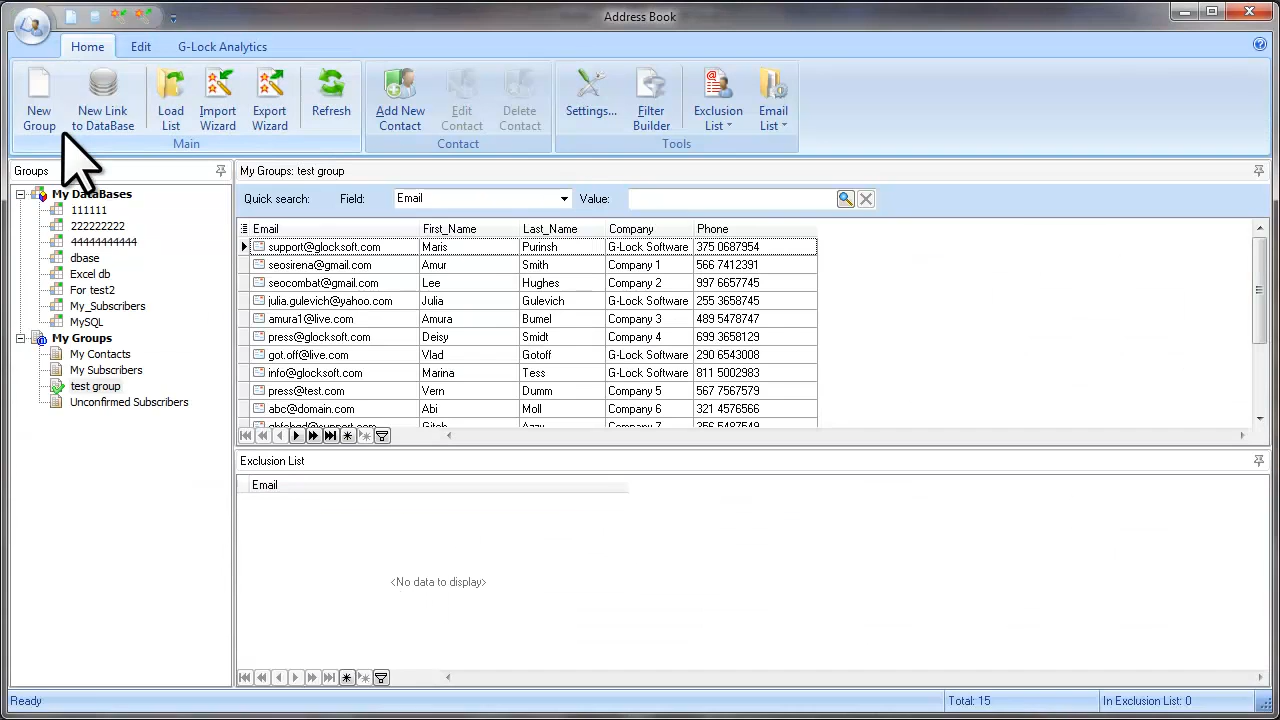 Address Book
Home Edit G-Lock Analytics
New Group
New Link to DataBase
Load List
Import Wizard
Export Wizard
Refresh
Main
Add New Contact
Edit Contact
Delete Contact
Contact
Settings...
Filter Builder
Exclusion List
Email List
Tools
Groups
My DataBases
111111
222222222
44444444444
dbase
Excel db
For test2
My_Subscribers
MySQL
My Groups
My Contacts
My Subscribers
test group
Unconfirmed Subscribers
My Groups: test group
Quick search: Field: Email Value:
Email First_Name Last_Name Company Phone
support@glocksoft.com Maris Purinsh G-Lock Software 375 0687954
seosirena@gmail.com Amur Smith Company 1 566 7412391
seocombat@gmail.com Lee Hughes Company 2 997 6657745
julia.gulevich@yahoo.com Julia Gulevich G-Lock Software 255 3658745
amura1@live.com Amura Bumel Company 3 489 5478747
press@glocksoft.com Deisy Smidt Company 4 699 3658129
got.off@live.com Vlad Gotoff G-Lock Software 290 6543008
info@glocksoft.com Marina Tess G-Lock Software 811 5002983
press@test.com Vern Dumm Company 5 567 7567579
abc@domain.com Abi Moll Company 6 321 4576566
Company 7
Exclusion List
Email
<No data to display>
Ready Total: 15 In Exclusion List: 0